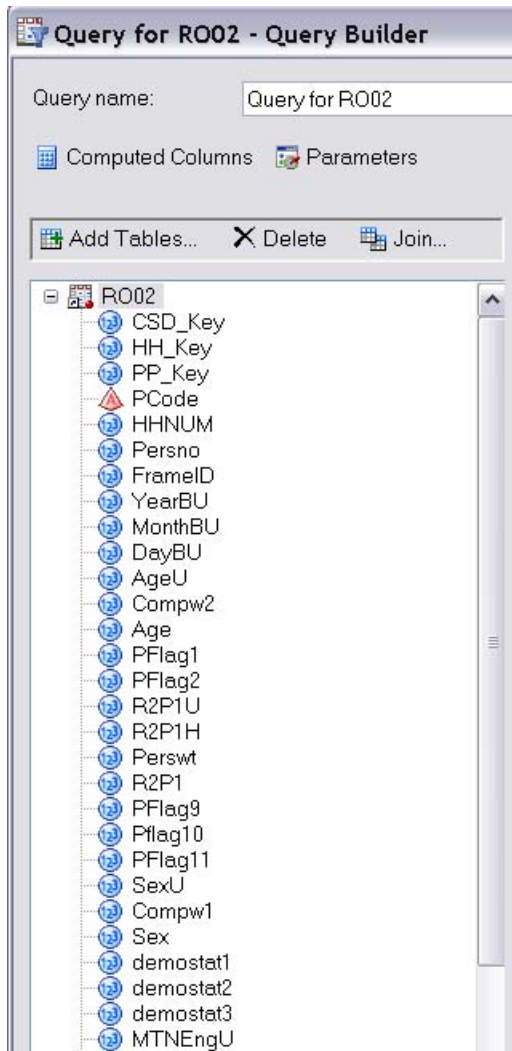 Query for RO02 - Query Builder
Query name: Query for RO02
Computed Columns Parameters
Add Tables... Delete Join...
RO02
CSD_Key
HH_Key
PP_Key
PCode
HHNUM
Persno
FrameID
YearBU
MonthBU
DayBU
AgeU
Compw2
Age
PFlag1
PFlag2
R2P1U
R2P1H
Perswt
R2P1
PFlag9
Pflag10
PFlag11
SexU
Compw1
Sex
demostat1
demostat2
demostat3
MTNEngU